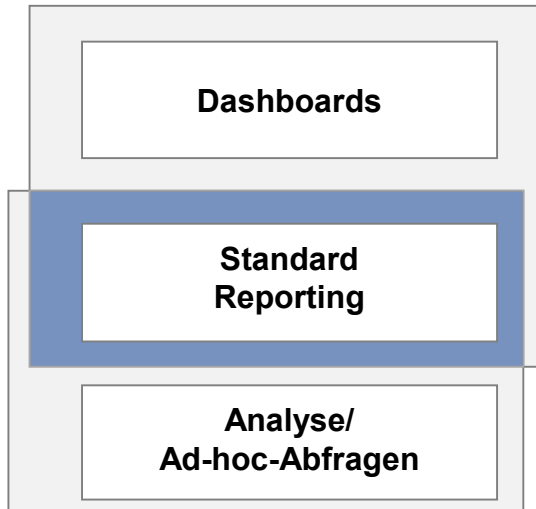 Dashboards
Standard
Reporting
Analyse/
Ad-hoc-Abfragen